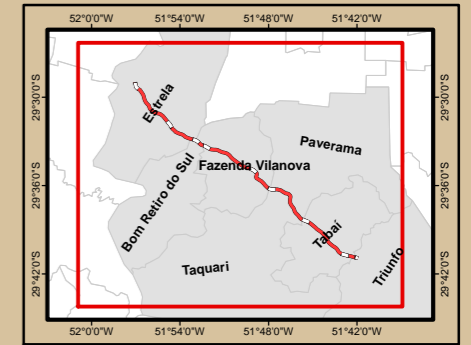 52°0'0"W 51°54'0"W 51°48'0"W 51°42'0"W
29°30'0"S
29°30'0"S
Estrela
Paverama
Fazenda Vilanova
Bom Retiro do Sul
29°36'0"S
29°36'0"S
Tabaí
Taquari
Triunfo
29°42'0"S
29°42'0"S
52°0'0"W 51°54'0"W 51°48'0"W 51°42'0"W